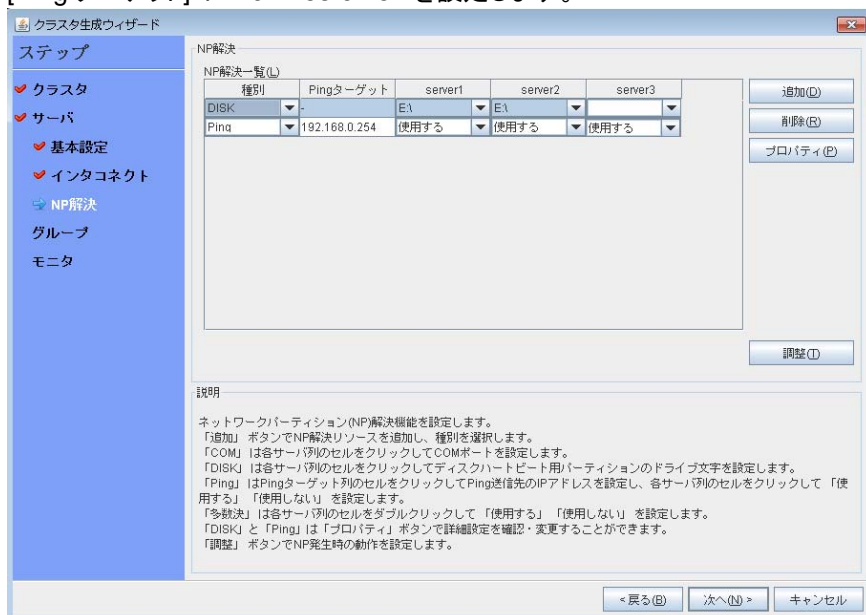 クラスタ生成ウィザード
ステップ
クラスタ
サーバ
基本設定
インタコネクト
NP解決
グループ
モニタ
NP解決
NP解決一覧(L)
種別 Pingターゲット server1 server2 server3
DISK - E:\ E:\
Ping 192.168.0.254 使用する 使用する 使用する
追加(D)
削除(R)
プロパティ(P)
調整(T)
説明
ネットワークパーティション(NP)解決機能を設定します。
「追加」 ボタンでNP解決リソースを追加し、種別を選択します。
「COM」 は各サーバ列のセルをクリックしてCOMポートを設定します。
「DISK」 は各サーバ列のセルをクリックしてディスクハートビート用パーティションのドライブ文字を設定します。
「Ping」 はPingターゲット列のセルをクリックしてPing送信先のIPアドレスを設定し、各サーバ列のセルをクリックして 「使
用する」 「使用しない」 を設定します。
「多数決」 は各サーバ列のセルをダブルクリックして 「使用する」 「使用しない」 を設定します。
「DISK」 と 「Ping」 は 「プロパティ」 ボタンで詳細設定を確認・変更することができます。
「調整」 ボタンでNP発生時の動作を設定します。
<戻る(B) 次へ(N)> キャンセル